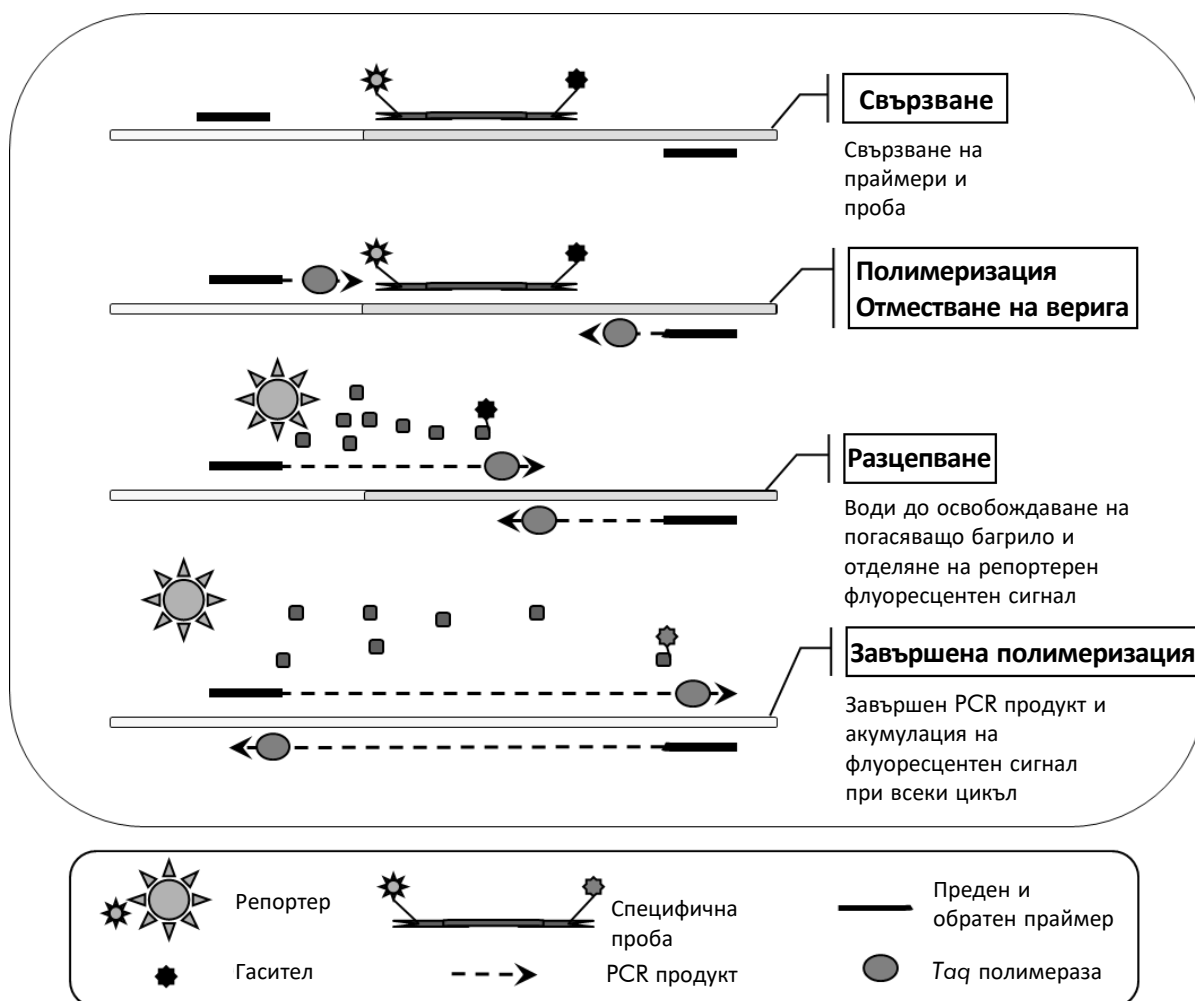 Свързване
Свързване на
праймери и
проба
Полимеризация
Отместване на верига
Разцепване
Води до освобождаване на
погасяващо багрило и
отделяне на репортерен
флуоресцентен сигнал
Завършена полимеризация
Завършен PCR продукт и
акумулация на
флуоресцентен сигнал
при всеки цикъл
Репортер
Специфична
проба
Преден и
обратен праймер
Гасител
PCR продукт
Taq полимераза